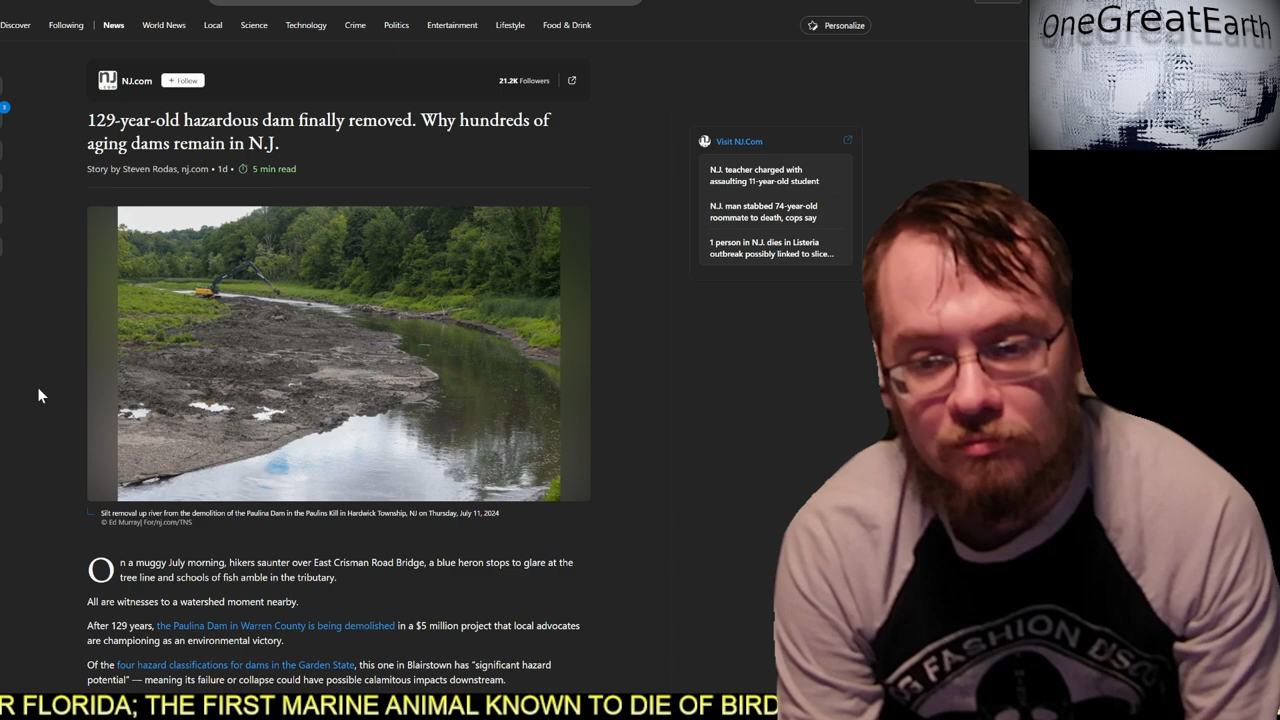 Discover Following News World News Local Science Technology Crime Politics Entertainment Lifestyle Food & Drink Personalize
OneGreatEarth
nj
.com
NJ.com
+ Follow
21.2K Followers
3
129-year-old hazardous dam finally removed. Why hundreds of
aging dams remain in N.J.
Story by Steven Rodas, nj.com • 1d • 5 min read
Visit NJ.Com
N.J. teacher charged with
assaulting 11-year-old student
N.J. man stabbed 74-year-old
roommate to death, cops say
1 person in N.J. dies in Listeria
outbreak possibly linked to slice...
Silt removal up river from the demolition of the Paulina Dam in the Paulins Kill in Hardwick Township, NJ on Thursday, July 11, 2024
© Ed Murray| For/nj.com/TNS
On a muggy July morning, hikers saunter over East Crisman Road Bridge, a blue heron stops to glare at the
tree line and schools of fish amble in the tributary.
All are witnesses to a watershed moment nearby.
After 129 years, the Paulina Dam in Warren County is being demolished in a $5 million project that local advocates
are championing as an environmental victory.
Of the four hazard classifications for dams in the Garden State, this one in Blairstown has “significant hazard
potential” — meaning its failure or collapse could have possible calamitous impacts downstream.
FASHION
R FLORIDA; THE FIRST MARINE ANIMAL KNOWN TO DIE OF BIRD